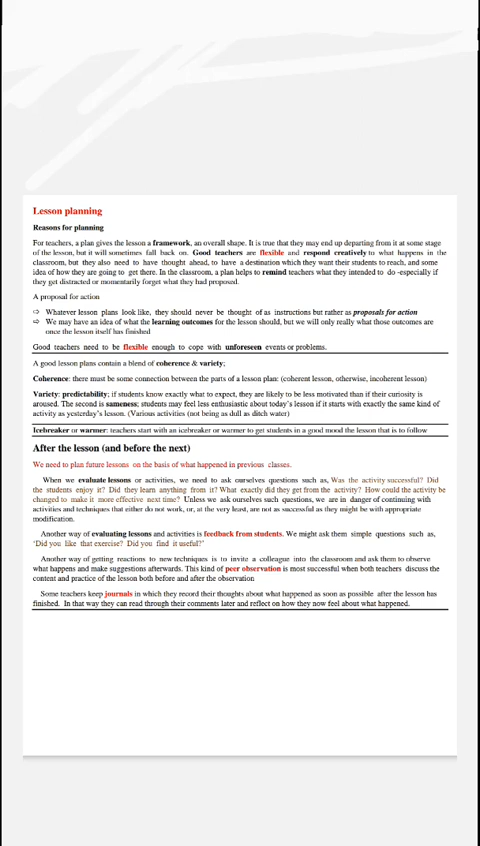 Lesson planning
Reasons for planning
For teachers, a plan gives the lesson a framework, an overall shape. It is true that they may end up departing from it at some stage
of the lesson, but it will sometimes fall back on. Good teachers are flexible and respond creatively to what happens in the
classroom, but they also need to have thought ahead, to have a destination which they want their students to reach, and some
idea of how they are going to get there. In the classroom, a plan helps to remind teachers what they intended to do -especially if
they get distracted or momentarily forget what they had proposed.
A proposal for action
⇨ Whatever lesson plans look like, they should never be thought of as instructions but rather as proposals for action
⇨ We may have an idea of what the learning outcomes for the lesson should, but we will only really what those outcomes are
once the lesson itself has finished
Good teachers need to be flexible enough to cope with unforeseen events or problems.
A good lesson plans contain a blend of coherence & variety;
Coherence: there must be some connection between the parts of a lesson plan: (coherent lesson, otherwise, incoherent lesson)
Variety: predictability; if students know exactly what to expect, they are likely to be less motivated than if their curiosity is
aroused. The second is sameness; students may feel less enthusiastic about today's lesson if it starts with exactly the same kind of
activity as yesterday's lesson. (Various activities (not being as dull as ditch water)
Icebreaker or warmer: teachers start with an icebreaker or warmer to get students in a good mood the lesson that is to follow
After the lesson (and before the next)
We need to plan future lessons on the basis of what happened in previous classes.
When we evaluate lessons or activities, we need to ask ourselves questions such as, Was the activity successful? Did
the students enjoy it? Did they learn anything from it? What exactly did they get from the activity? How could the activity be
changed to make it more effective next time? Unless we ask ourselves such questions, we are in danger of continuing with
activities and techniques that either do not work, or, at the very least, are not as successful as they might be with appropriate
modification.
Another way of evaluating lessons and activities is feedback from students. We might ask them simple questions such as,
'Did you like that exercise? Did you find it useful?'
Another way of getting reactions to new techniques is to invite a colleague into the classroom and ask them to observe
what happens and make suggestions afterwards. This kind of peer observation is most successful when both teachers discuss the
content and practice of the lesson both before and after the observation
Some teachers keep journals in which they record their thoughts about what happened as soon as possible after the lesson has
finished. In that way they can read through their comments later and reflect on how they now feel about what happened.